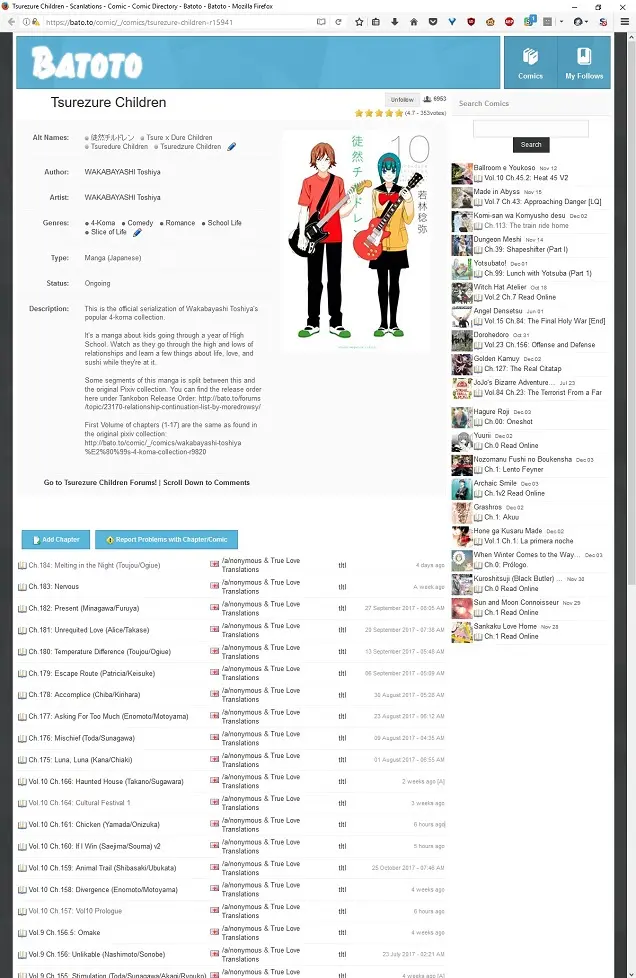 Tsurezure Children - Scanlations - Comic - Comic Directory - Batoto - Batoto - Mozilla Firefox
https://bato.to/comic/_/comics/tsurezure-children-r15941
BATOTO
Comics
My Follows
Tsurezure Children
Unfollow
6953
(4.7 - 353votes)
Alt Names:
徒然チルドレン
Tsure x Dure Children
Tsuredure Children
Tsuredzure Children
Author:
WAKABAYASHI Toshiya
Artist:
WAKABAYASHI Toshiya
Genres:
4-Koma
Comedy
Romance
School Life
Slice of Life
Type:
Manga (Japanese)
Status:
Ongoing
Description:
This is the official serialization of Wakabayashi Toshiya's
popular 4-koma collection.
It's a manga about kids going through a year of High
School. Watch as they go through the high and lows of
relationships and learn a few things about life, love, and
sushi while they're at it.
Some segments of this manga is split between this and
the original Pixiv collection. You can find the release order
here under Tankobon Release Order: http://bato.to/forums
/topic/23170-relationship-continuation-list-by-moredrowsy/
First Volume of chapters (1-17) are the same as found in
the original pixiv collection:
http://bato.to/comic/_/comics/wakabayashi-toshiya
%E2%80%99s-4-koma-collection-r9820
徒然チルドレン
10
若林稔弥
Go to Tsurezure Children Forums! | Scroll Down to Comments
Add Chapter
Report Problems with Chapter/Comic
Ch.184: Melting in the Night (Toujou/Ogiue)
/a/nonymous & True Love
Translations
tltl
4 days ago
Ch.183: Nervous
/a/nonymous & True Love
Translations
tltl
A week ago
Ch.182: Present (Minagawa/Furuya)
/a/nonymous & True Love
Translations
tltl
27 September 2017 - 08:05 AM
Ch.181: Unrequited Love (Alice/Takase)
/a/nonymous & True Love
Translations
tltl
20 September 2017 - 07:38 AM
Ch.180: Temperature Difference (Toujou/Ogiue)
/a/nonymous & True Love
Translations
tltl
13 September 2017 - 05:48 AM
Ch.179: Escape Route (Patricia/Keisuke)
/a/nonymous & True Love
Translations
tltl
06 September 2017 - 05:09 AM
Ch.178: Accomplice (Chiba/Kirihara)
/a/nonymous & True Love
Translations
tltl
30 August 2017 - 05:28 AM
Ch.177: Asking For Too Much (Enomoto/Motoyama)
/a/nonymous & True Love
Translations
tltl
23 August 2017 - 06:12 AM
Ch.176: Mischief (Toda/Sunagawa)
/a/nonymous & True Love
Translations
tltl
09 August 2017 - 04:35 AM
Ch.175: Luna, Luna (Kana/Chiaki)
/a/nonymous & True Love
Translations
tltl
01 August 2017 - 06:55 AM
Vol.10 Ch.166: Haunted House (Takano/Sugawara)
/a/nonymous & True Love
Translations
tltl
2 weeks ago [A]
Vol.10 Ch.164: Cultural Festival 1
/a/nonymous & True Love
Translations
tltl
3 weeks ago
Vol.10 Ch.161: Chicken (Yamada/Onizuka)
/a/nonymous & True Love
Translations
tltl
6 hours ago
Vol.10 Ch.160: If I Win (Saejima/Souma) v2
/a/nonymous & True Love
Translations
tltl
5 hours ago
Vol.10 Ch.159: Animal Trail (Shibasaki/Ubukata)
/a/nonymous & True Love
Translations
tltl
25 October 2017 - 07:46 AM
Vol.10 Ch.158: Divergence (Enomoto/Motoyama)
/a/nonymous & True Love
Translations
tltl
4 weeks ago
Vol.10 Ch.157: Vol10 Prologue
/a/nonymous & True Love
Translations
tltl
6 hours ago
Vol.9 Ch.156.5: Omake
/a/nonymous & True Love
Translations
tltl
4 weeks ago
Vol.9 Ch.156: Unlikable (Nashimoto/Sonobe)
/a/nonymous & True Love
Translations
tltl
23 July 2017 - 02:21 AM
Vol.9 Ch.155: Stimulation (Toda/Sunagawa/Akagi/Ryouko)
/a/nonymous & True Love
tltl
4 weeks ago [A]
Search Comics
Search
Ballroom e Youkoso Nov 12
Vol.10 Ch.45.2: Heat 45 V2
Made in Abyss Nov 15
Vol.7 Ch.43: Approaching Danger [LQ]
Komi-san wa Komyusho desu Dec 02
Ch.113: The train ride home
Dungeon Meshi Nov 14
Ch.39: Shapeshifter (Part I)
Yotsubato! Dec 01
Ch.99: Lunch with Yotsuba (Part 1)
Witch Hat Atelier Oct 18
Vol.2 Ch.7 Read Online
Angel Densetsu Jun 01
Vol.15 Ch.84: The Final Holy War [End]
Dorohedoro Oct 31
Vol.23 Ch.156: Offense and Defense
Golden Kamuy Dec 02
Ch.127: The Real Citatap
JoJo's Bizarre Adventure... Jul 23
Vol.84 Ch.23: The Terrorist From a Far
Hagure Roji Dec 03
Ch.00: Oneshot
Yuurii Dec 02
Ch.0 Read Online
Nozomanu Fushi no Boukensha Dec 03
Ch.1: Lento Feyner
Archaic Smile Dec 03
Ch.1v2 Read Online
Grashros Dec 02
Ch.1: Akuu
Hone ga Kusaru Made Dec 02
Vol.1 Ch.1: La primera noche
When Winter Comes to the Way... Dec 03
Ch.0: Prólogo.
Kuroshitsuji (Black Butler) ... Nov 30
Ch.0 Read Online
Sun and Moon Connoisseur Nov 29
Ch.1 Read Online
Sankaku Love Home Nov 28
Ch.1 Read Online